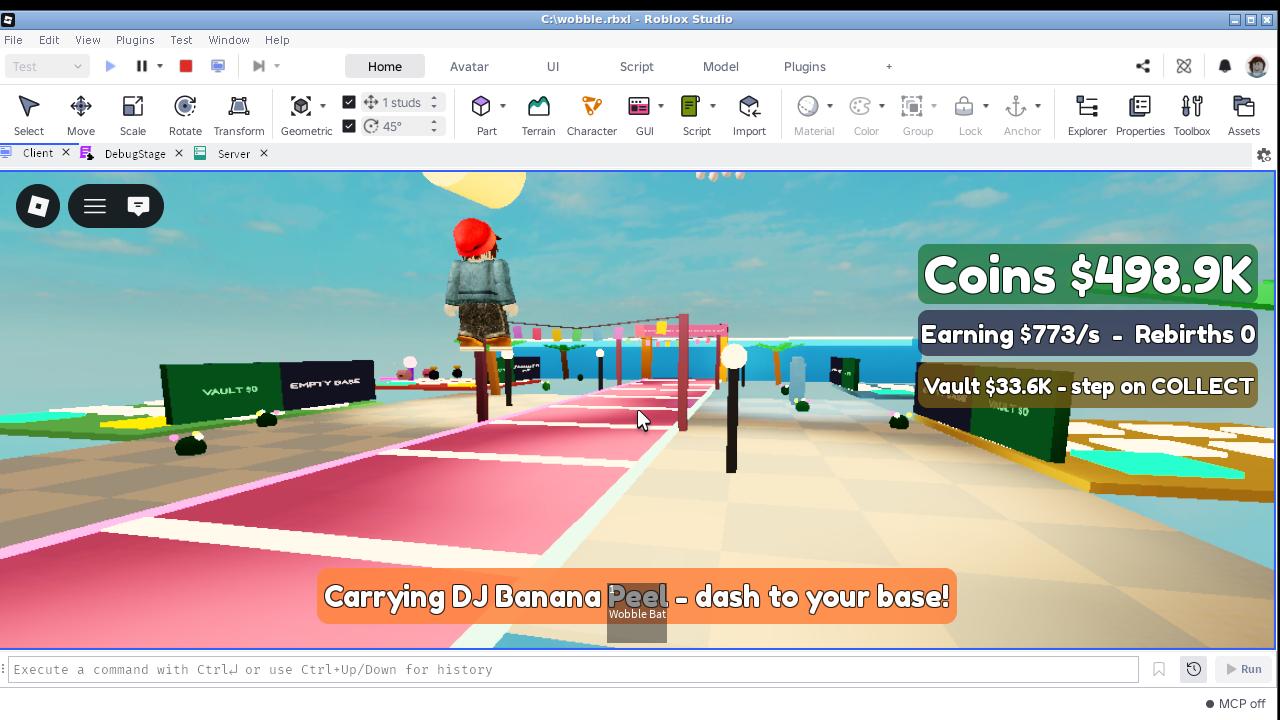 C:\wobble.rbxl - Roblox Studio
File Edit View Plugins Test Window Help
Test
Home Avatar UI Script Model Plugins +
1 studs
45°
Select Move Scale Rotate Transform Geometric Part Terrain Character GUI Script Import Material Color Group Lock Anchor Explorer Properties Toolbox Assets
Client DebugStage Server
Coins $498.9K
Earning $773/s - Rebirths 0
Vault $33.6K - step on COLLECT
VAULT $0
EMPTY BASE
VAULT $0
Carrying DJ Banana Peel - dash to your base!
1
Wobble Bat
Execute a command with Ctrl↵ or use Ctrl+Up/Down for history
Run
MCP off